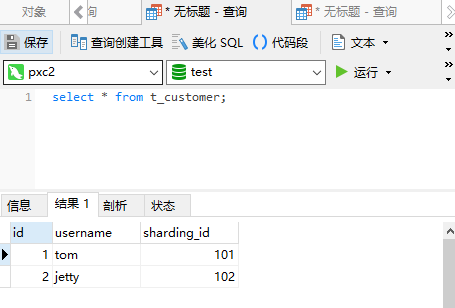 对象 询 * 无标题 - 查询 * 无标题 - 查询
保存 查询创建工具 美化 SQL () 代码段 文本
pxc2 test 运行
1 select * from t_customer;
信息 结果 1 剖析 状态
id username sharding_id
1 tom 101
2 jetty 102